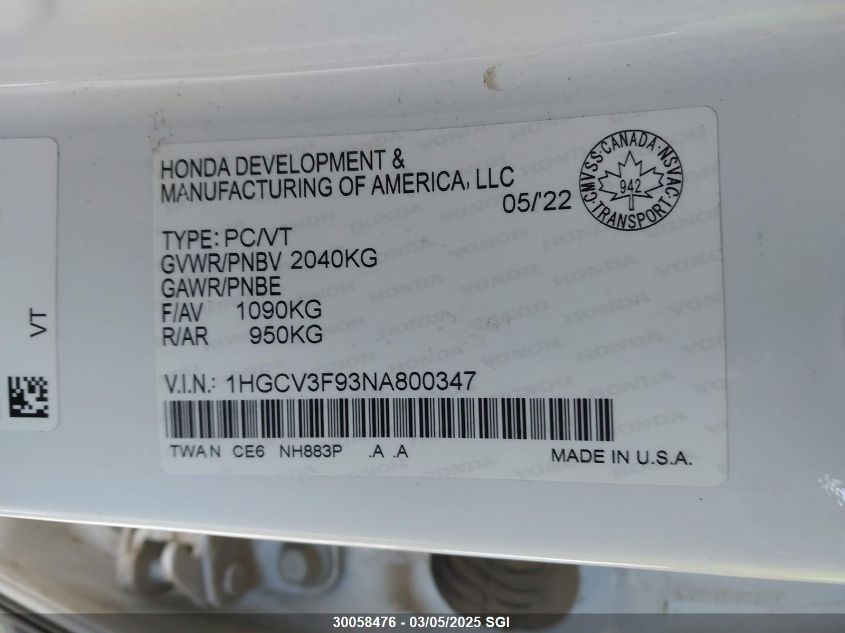 HONDA DEVELOPMENT &
MANUFACTURING OF AMERICA, LLC
05/'22
CMVSS · CANADA · NSVAC
942
TRANSPORT
TYPE: PC/VT
GVWR/PNBV 2040KG
GAWR/PNBE
F/AV 1090KG
R/AR 950KG
V.I.N.: 1HGCV3F93NA800347
TWAN CE6 NH883P .A .A
MADE IN U.S.A.
VT
30058476 — 03/05/2025 SGI